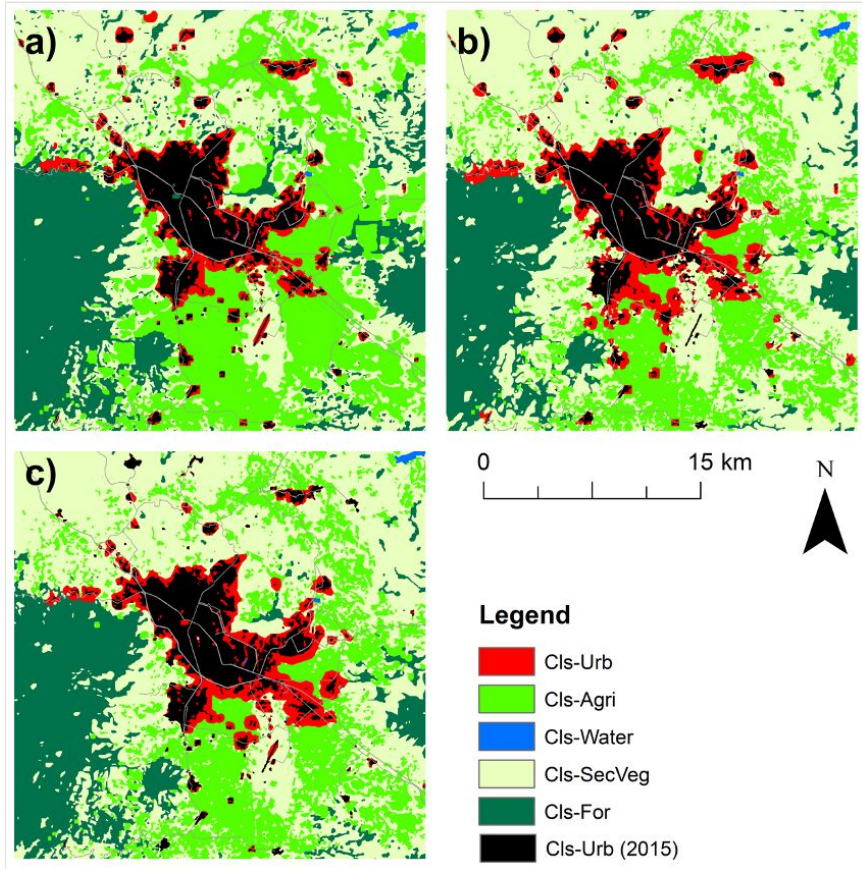 a)
b)
c)
0 15 km
N
Legend
Cls-Urb
Cls-Agri
Cls-Water
Cls-SecVeg
Cls-For
Cls-Urb (2015)